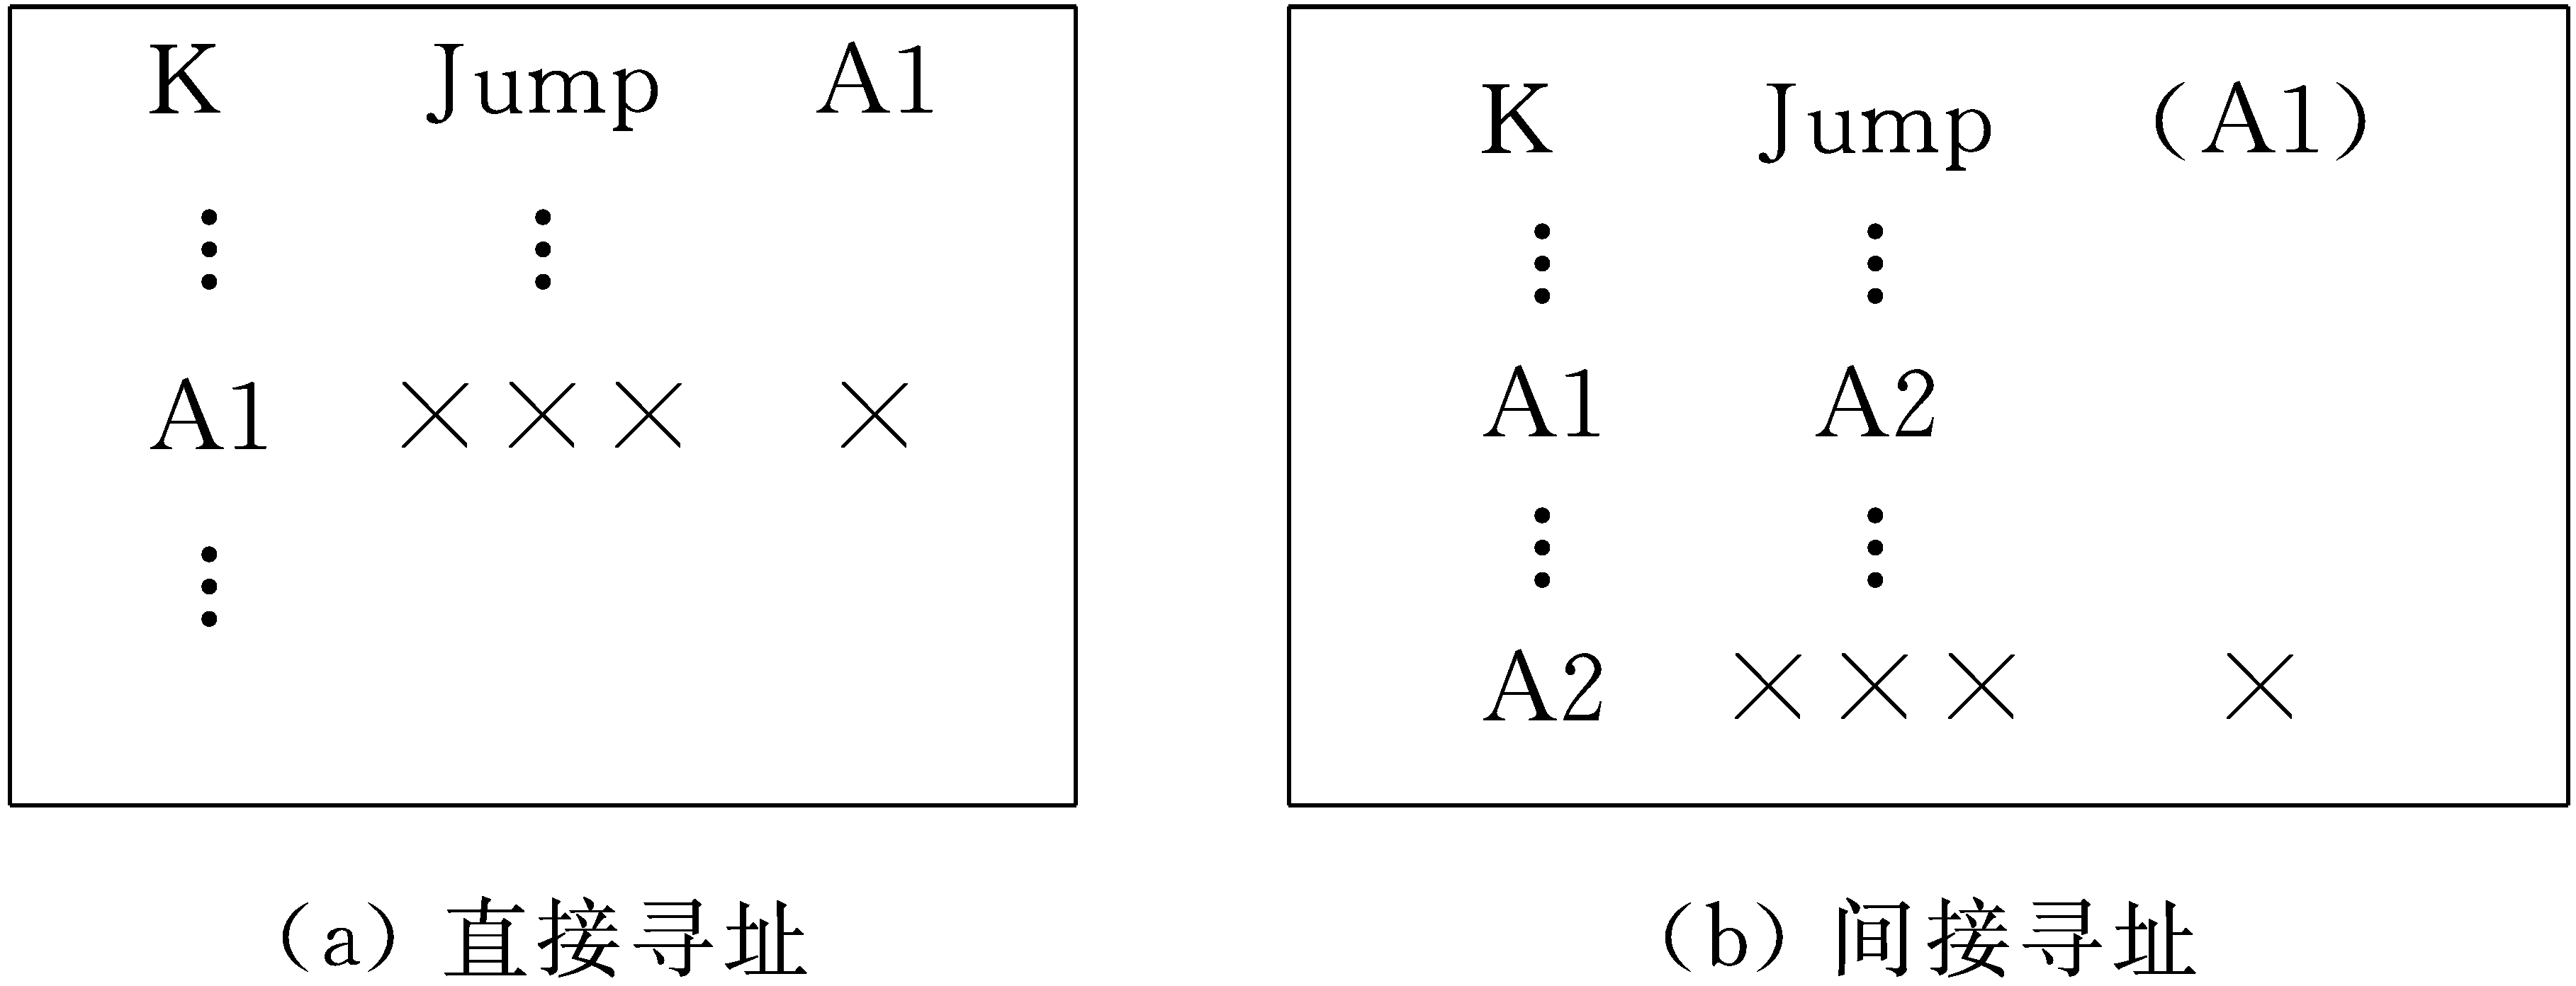 K Jump A1
⋮ ⋮
A1 ××× ×
⋮
(a) 直接寻址
K Jump (A1)
⋮ ⋮
A1 A2
⋮ ⋮
A2 ××× ×
(b) 间接寻址